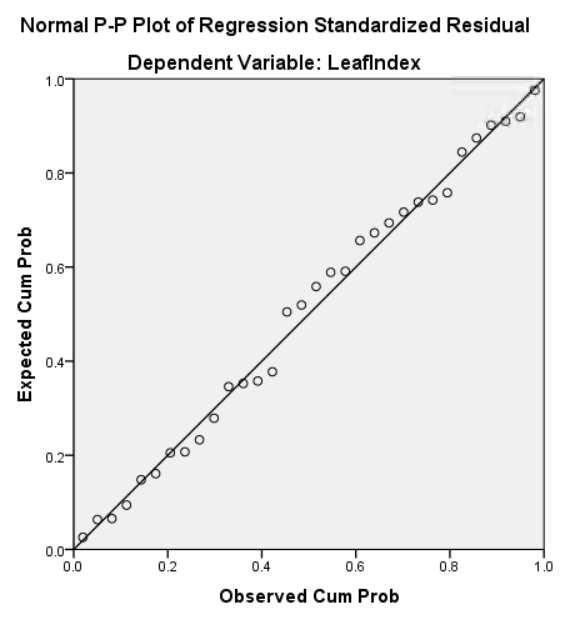 Normal P-P Plot of Regression Standardized Residual
Dependent Variable: LeafIndex
1.0
0.8
0.6
0.4
0.2
0.0
Expected Cum Prob
0.0 0.2 0.4 0.6 0.8 1.0
Observed Cum Prob